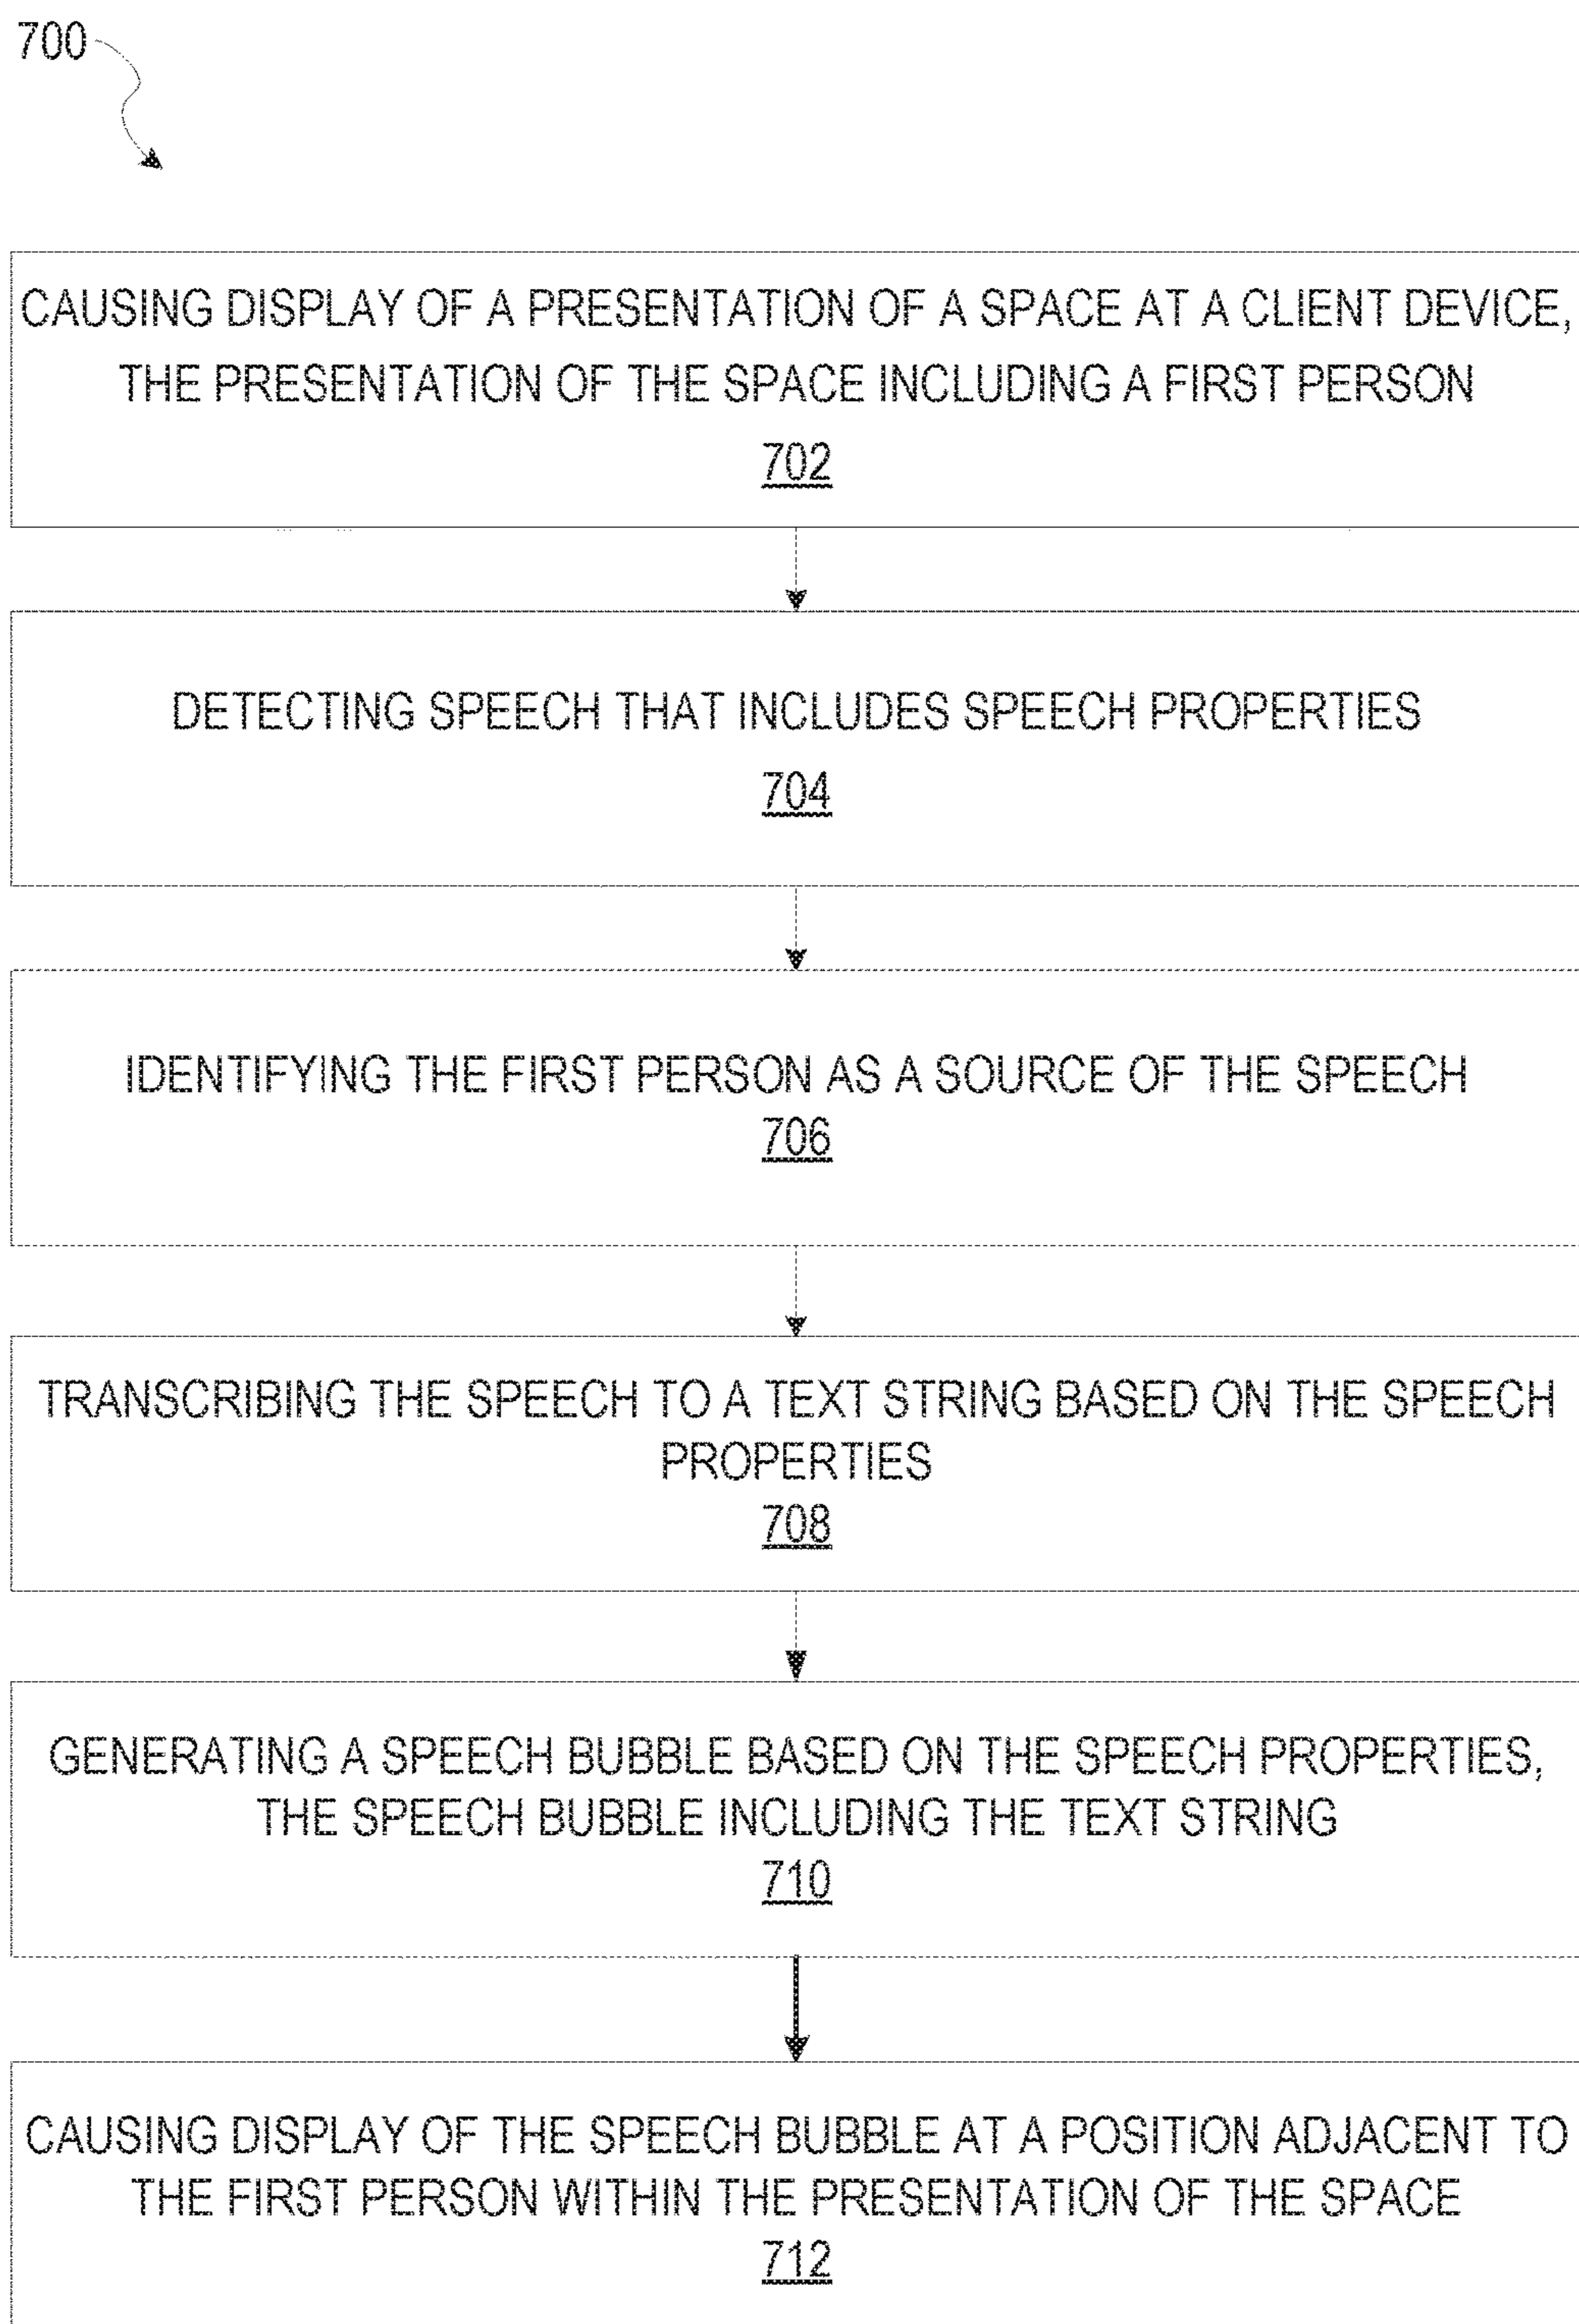 700
CAUSING DISPLAY OF A PRESENTATION OF A SPACE AT A CLIENT DEVICE,
THE PRESENTATION OF THE SPACE INCLUDING A FIRST PERSON
702
DETECTING SPEECH THAT INCLUDES SPEECH PROPERTIES
704
IDENTIFYING THE FIRST PERSON AS A SOURCE OF THE SPEECH
706
TRANSCRIBING THE SPEECH TO A TEXT STRING BASED ON THE SPEECH
PROPERTIES
708
GENERATING A SPEECH BUBBLE BASED ON THE SPEECH PROPERTIES,
THE SPEECH BUBBLE INCLUDING THE TEXT STRING
710
CAUSING DISPLAY OF THE SPEECH BUBBLE AT A POSITION ADJACENT TO
THE FIRST PERSON WITHIN THE PRESENTATION OF THE SPACE
712